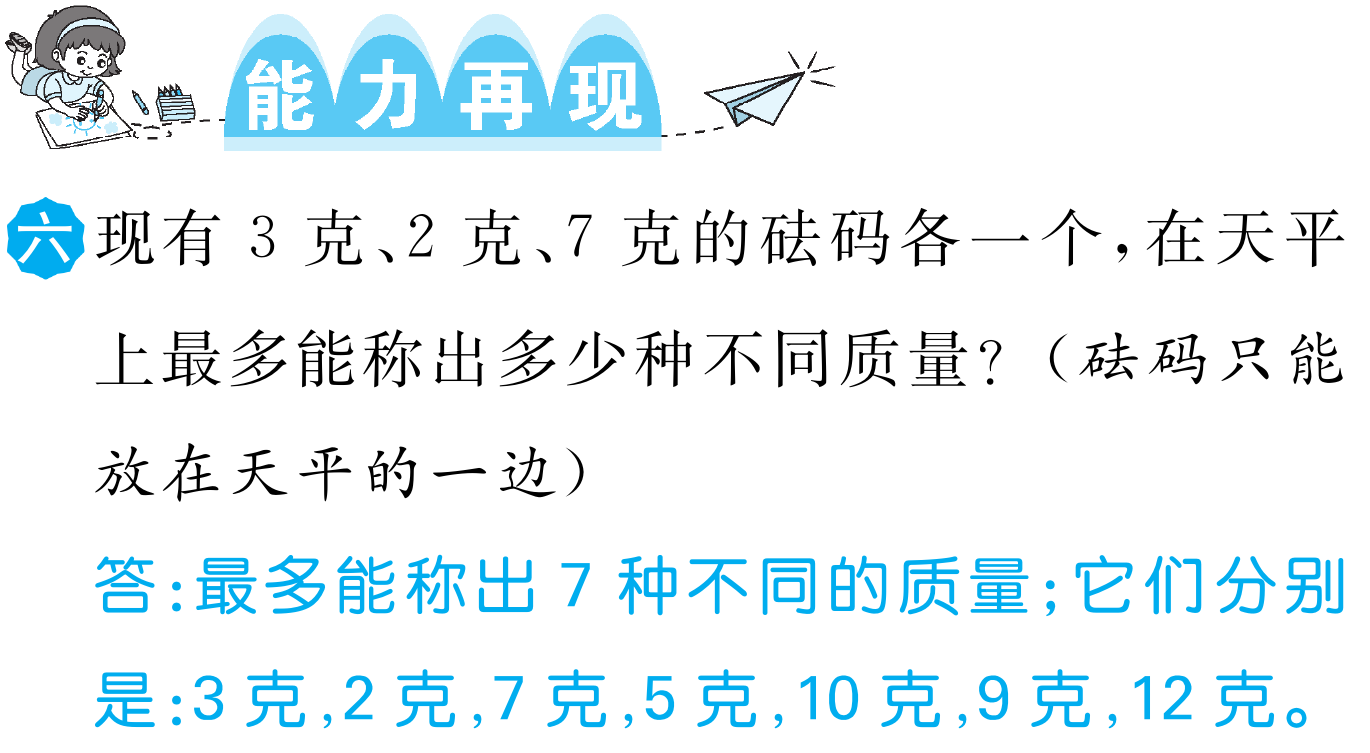 能力再现
六 现有 3 克、2 克、7 克的砝码各一个,在天平
上最多能称出多少种不同质量?(砝码只能
放在天平的一边)
答:最多能称出 7 种不同的质量;它们分别
是:3 克,2 克,7 克,5 克,10 克,9 克,12 克。